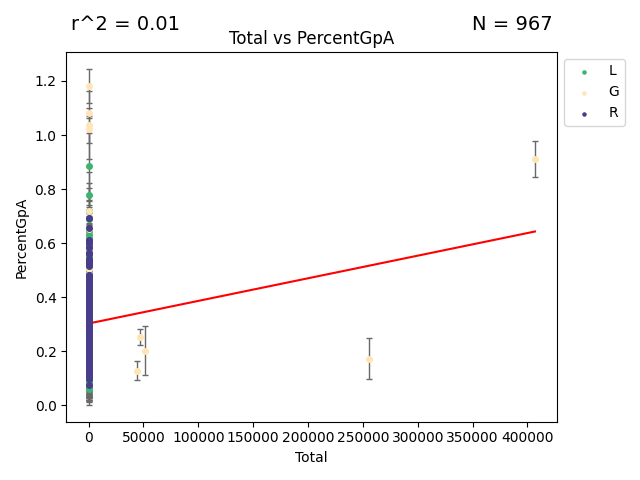 r^2 = 0.01
N = 967
Total vs PercentGpA
L
G
R
PercentGpA
1.2
1.0
0.8
0.6
0.4
0.2
0.0
0
50000
100000
150000
200000
250000
300000
350000
400000
Total